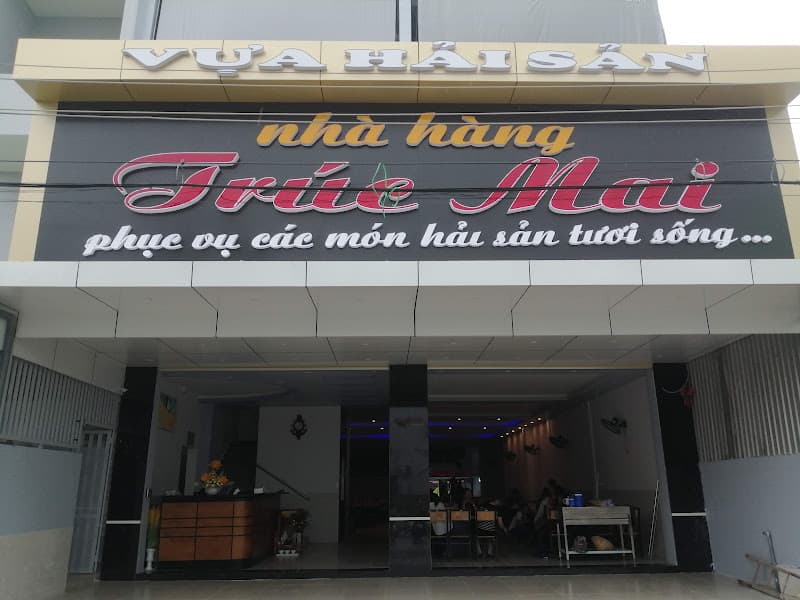 VỰA HẢI SẢN
nhà hàng
Trúc Mai
phục vụ các món hải sản tươi sống...